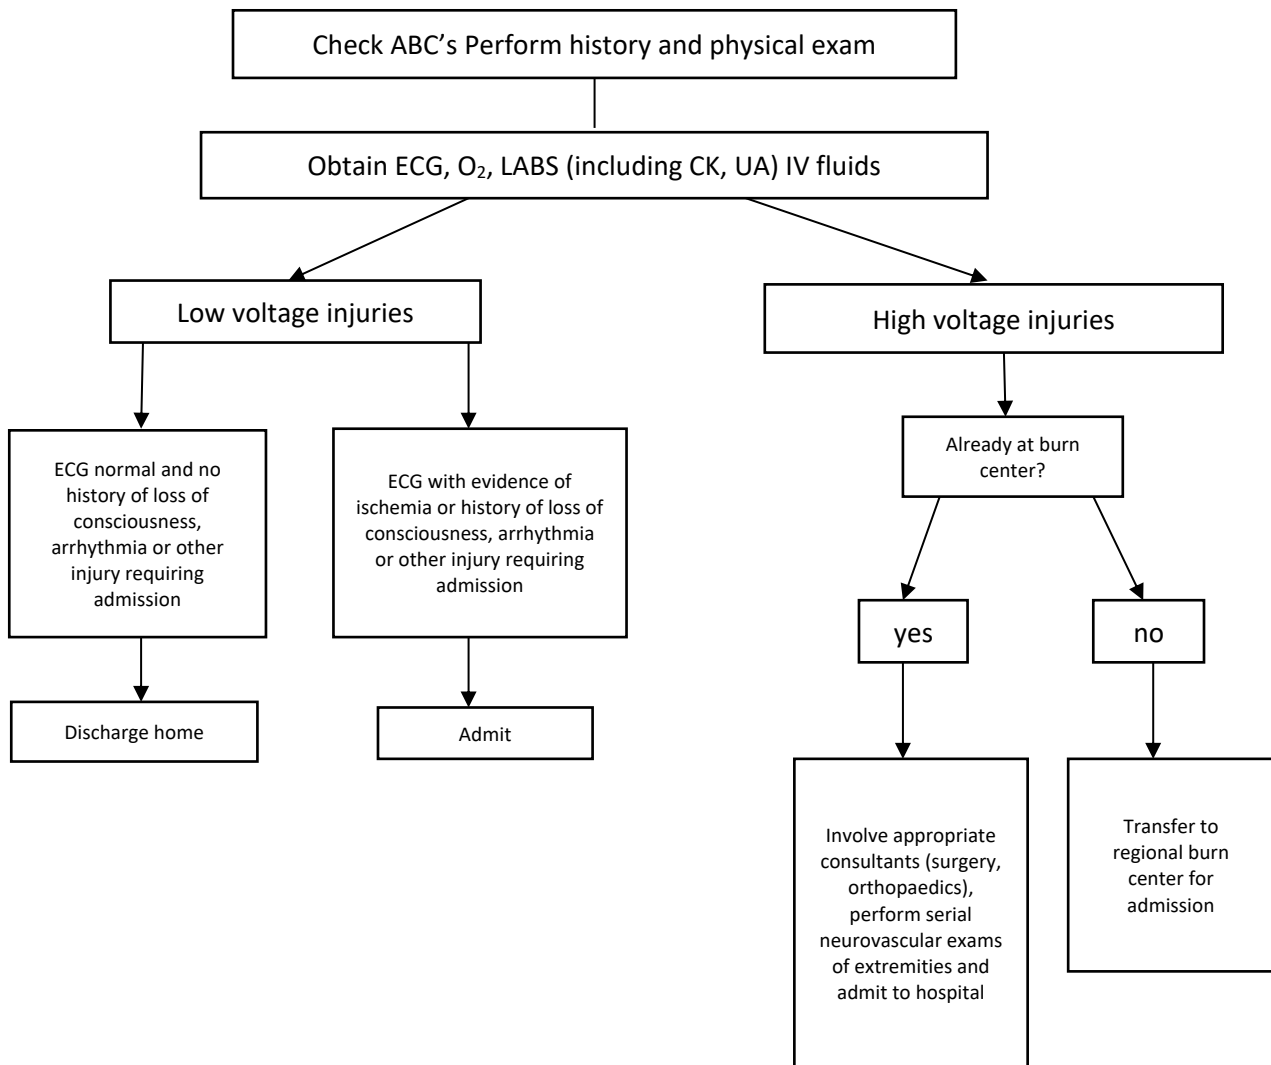 Check ABC’s Perform history and physical exam
Obtain ECG, O₂, LABS (including CK, UA) IV fluids
Low voltage injuries
High voltage injuries
ECG normal and no
history of loss of
consciousness,
arrhythmia or other
injury requiring
admission
ECG with evidence of
ischemia or history of loss of
consciousness, arrhythmia
or other injury requiring
admission
Already at burn
center?
yes
no
Discharge home
Admit
Involve appropriate
consultants (surgery,
orthopaedics),
perform serial
neurovascular exams
of extremities and
admit to hospital
Transfer to
regional burn
center for
admission